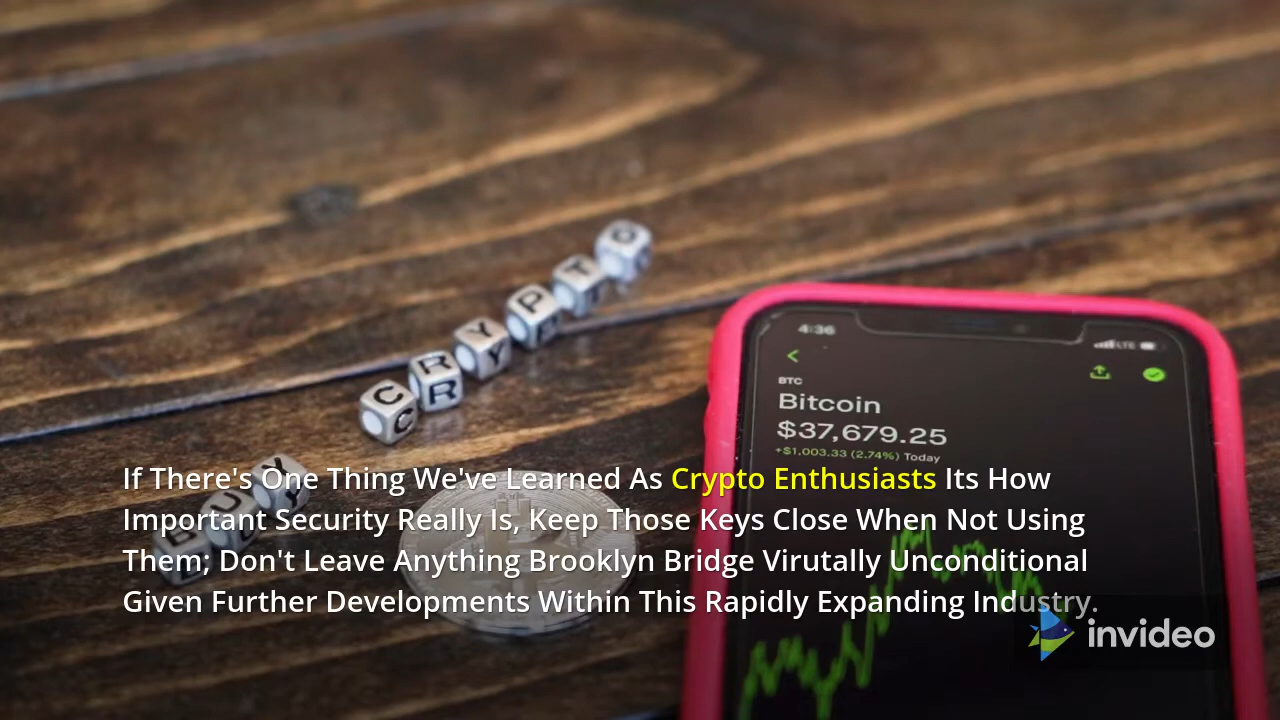 O
T
P
P
Y
Y
R
R
C
C
4:36
LTE
BTC
Bitcoin
$37,679.25
+$1,003.33 (2.74%) Today
Y
U
B
If There's One Thing We've Learned As Crypto Enthusiasts Its How
Important Security Really Is, Keep Those Keys Close When Not Using
Them; Don't Leave Anything Brooklyn Bridge Virutally Unconditional
Given Further Developments Within This Rapidly Expanding Industry.
invideo